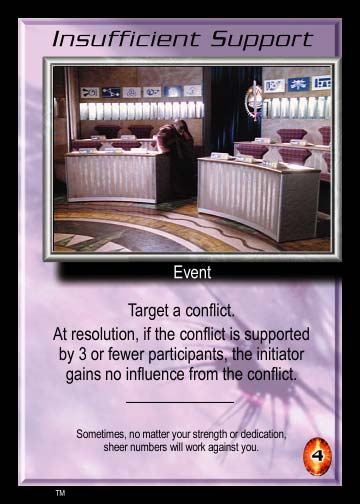 Insufficient Support
Event
Target a conflict.
At resolution, if the conflict is supported
by 3 or fewer participants, the initiator
gains no influence from the conflict.
Sometimes, no matter your strength or dedication,
sheer numbers will work against you.
4
TM